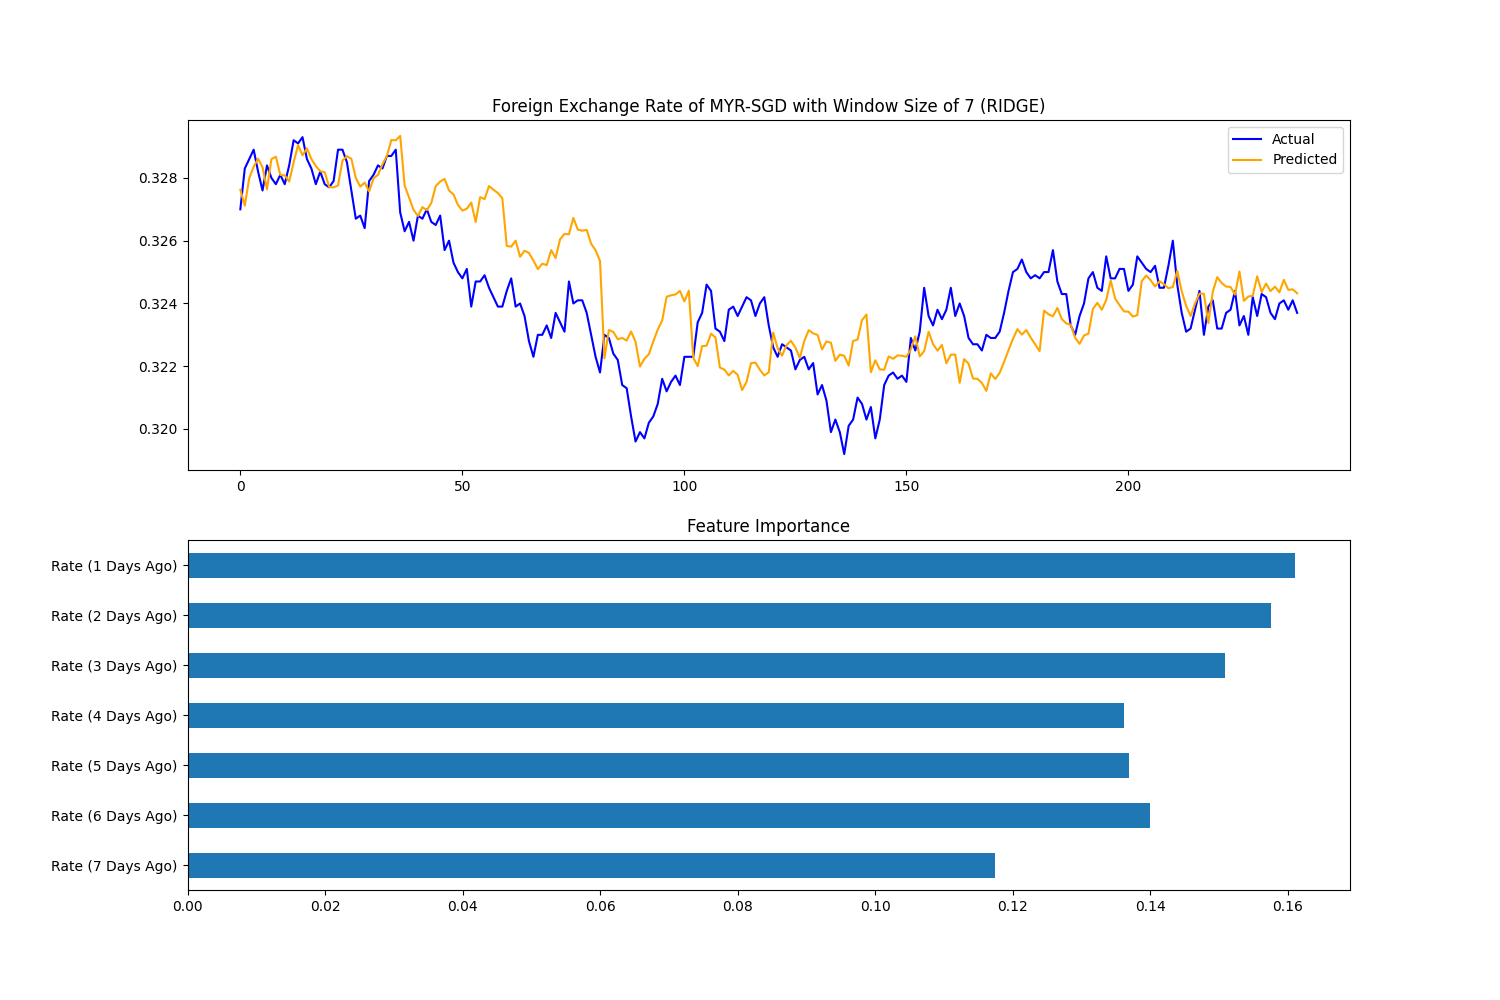 Foreign Exchange Rate of MYR-SGD with Window Size of 7 (RIDGE)
Actual
Predicted
0.328
0.326
0.324
0.322
0.320
0 50 100 150 200
Feature Importance
Rate (1 Days Ago)
Rate (2 Days Ago)
Rate (3 Days Ago)
Rate (4 Days Ago)
Rate (5 Days Ago)
Rate (6 Days Ago)
Rate (7 Days Ago)
0.00 0.02 0.04 0.06 0.08 0.10 0.12 0.14 0.16